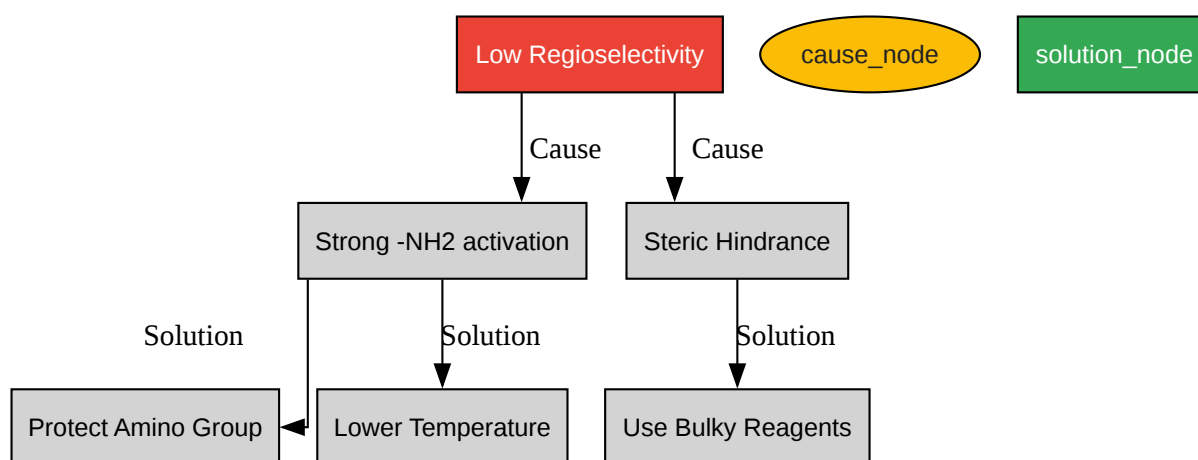 Low Regioselectivity
cause_node
solution_node
Cause
Cause
Strong -NH2 activation
Steric Hindrance
Solution
Solution
Solution
Protect Amino Group
Lower Temperature
Use Bulky Reagents